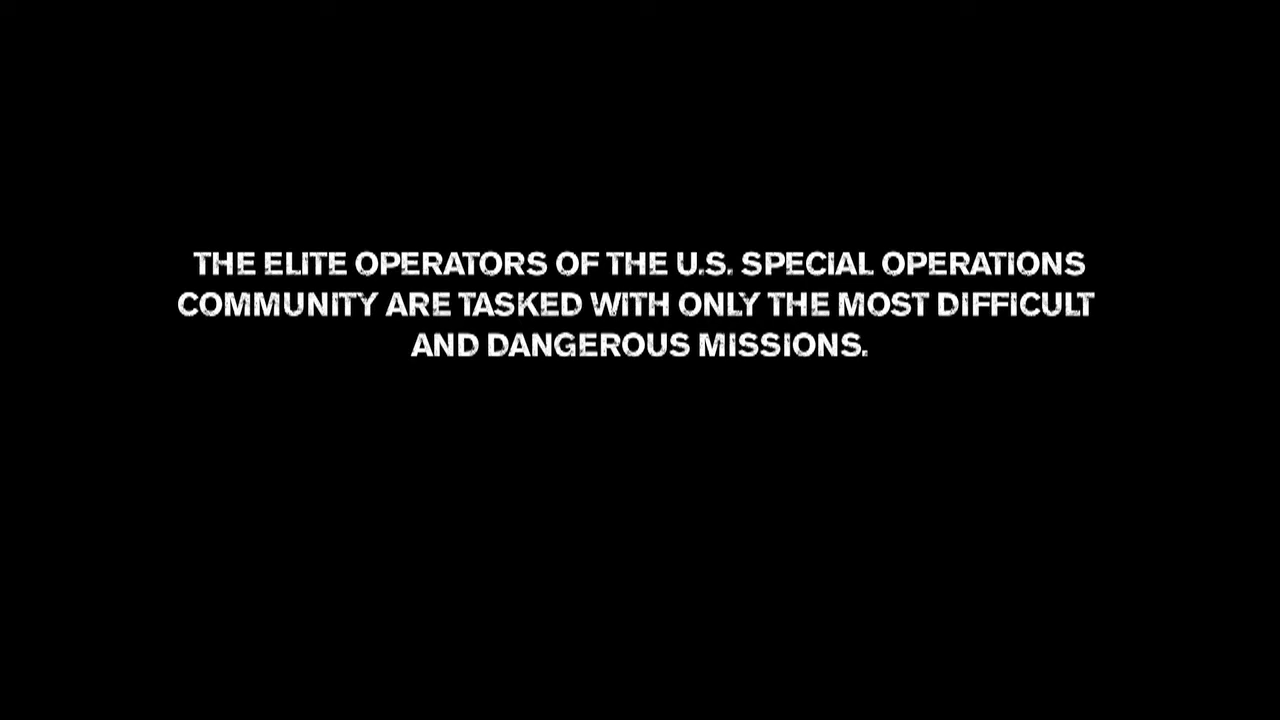 THE ELITE OPERATORS OF THE U.S. SPECIAL OPERATIONS
COMMUNITY ARE TASKED WITH ONLY THE MOST DIFFICULT
AND DANGEROUS MISSIONS.